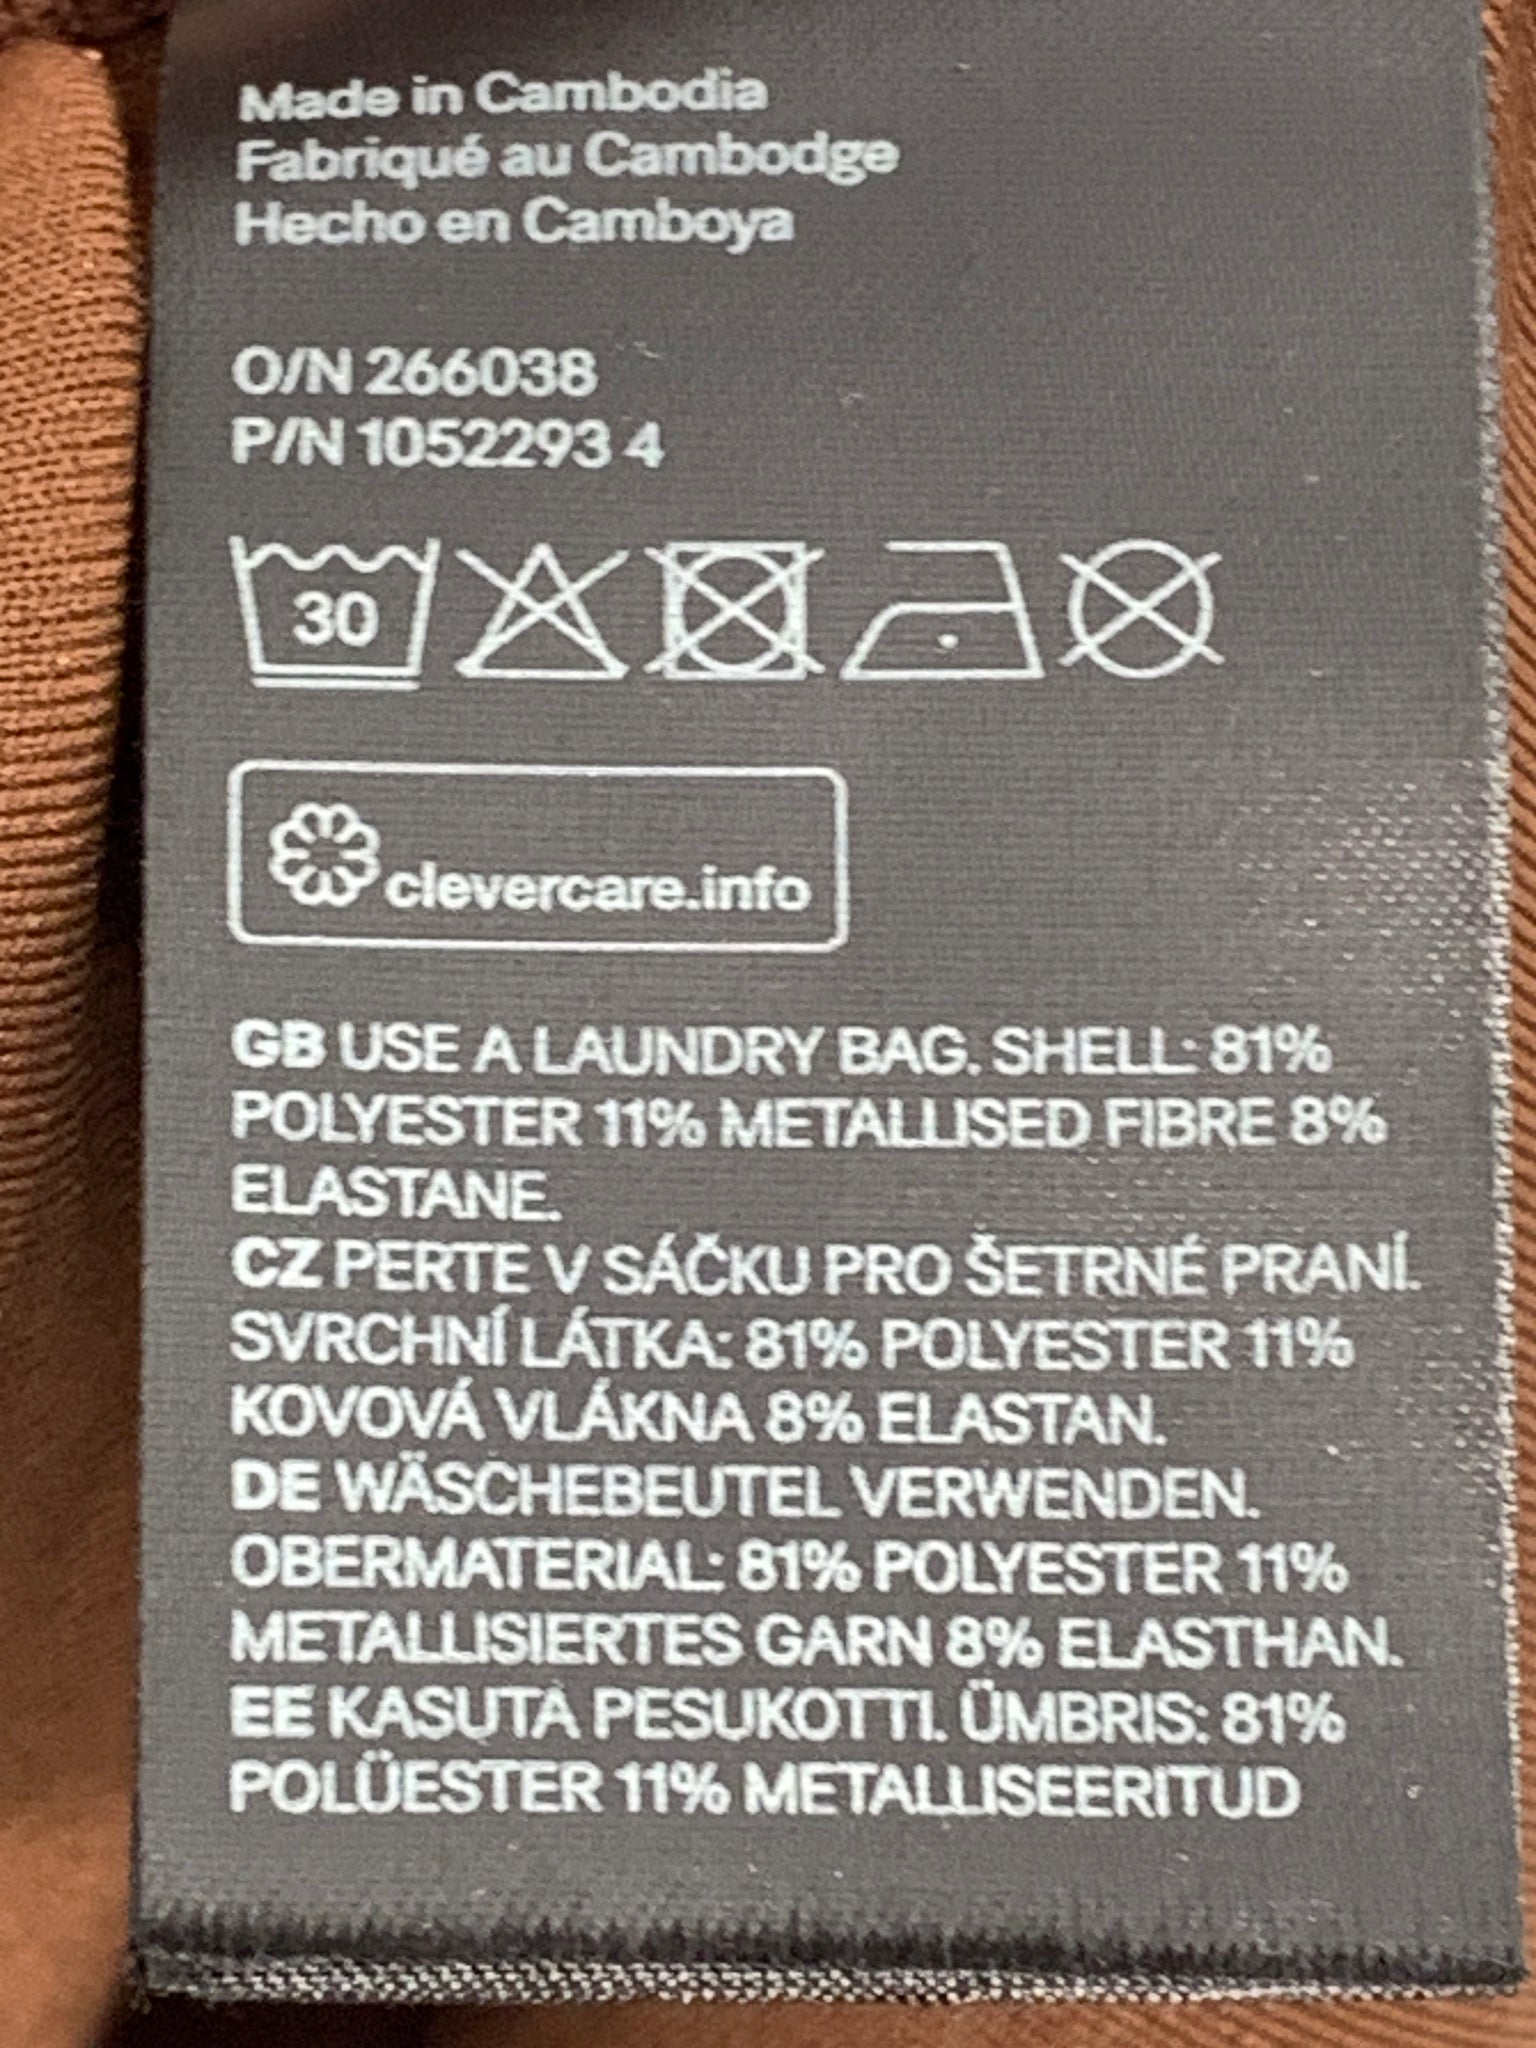 Made in Cambodia
Fabriqué au Cambodge
Hecho en Camboya
O/N 266038
P/N 1052293 4
30
clevercare.info
GB USE A LAUNDRY BAG. SHELL: 81%
POLYESTER 11% METALLISED FIBRE 8%
ELASTANE.
CZ PERTE V SÁČKU PRO ŠETRNÉ PRANÍ.
SVRCHNÍ LÁTKA: 81% POLYESTER 11%
KOVOVÁ VLÁKNA 8% ELASTAN.
DE WÄSCHEBEUTEL VERWENDEN.
OBERMATERIAL: 81% POLYESTER 11%
METALLISIERTES GARN 8% ELASTHAN.
EE KASUTA PESUKOTTI. ÜMBRIS: 81%
POLÜESTER 11% METALLISEERITUD